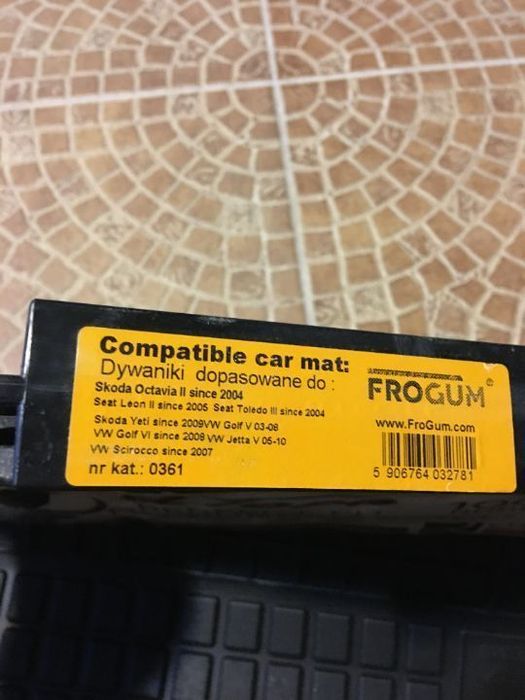 Compatible car mat:
Dywaniki dopasowane do :
Skoda Octavia II since 2004
Seat Leon II since 2005 Seat Toledo III since 2004
Skoda Yeti since 2009VW Golf V 03-08
VW Golf VI since 2008 VW Jetta V 05-10
VW Scirocco since 2007
nr kat.: 0361
FROGUM®
www.FroGum.com
5 906764 032781